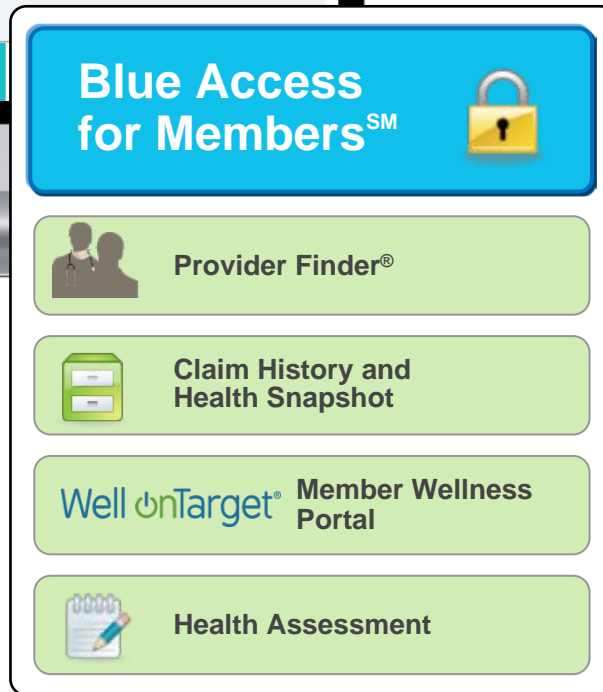 Blue Access
for Members℠
Provider Finder®
Claim History and
Health Snapshot
Well onTarget®
Member Wellness
Portal
Health Assessment